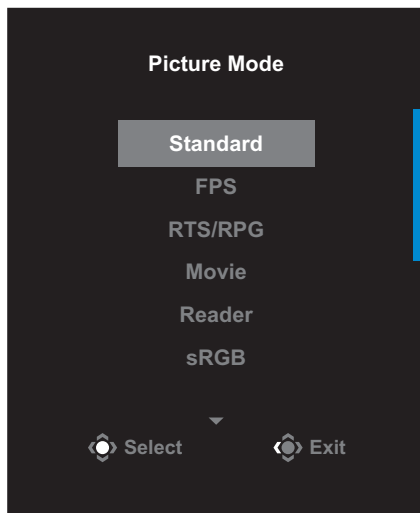 Picture Mode
Standard
FPS
RTS/RPG
Movie
Reader
sRGB
Select Exit